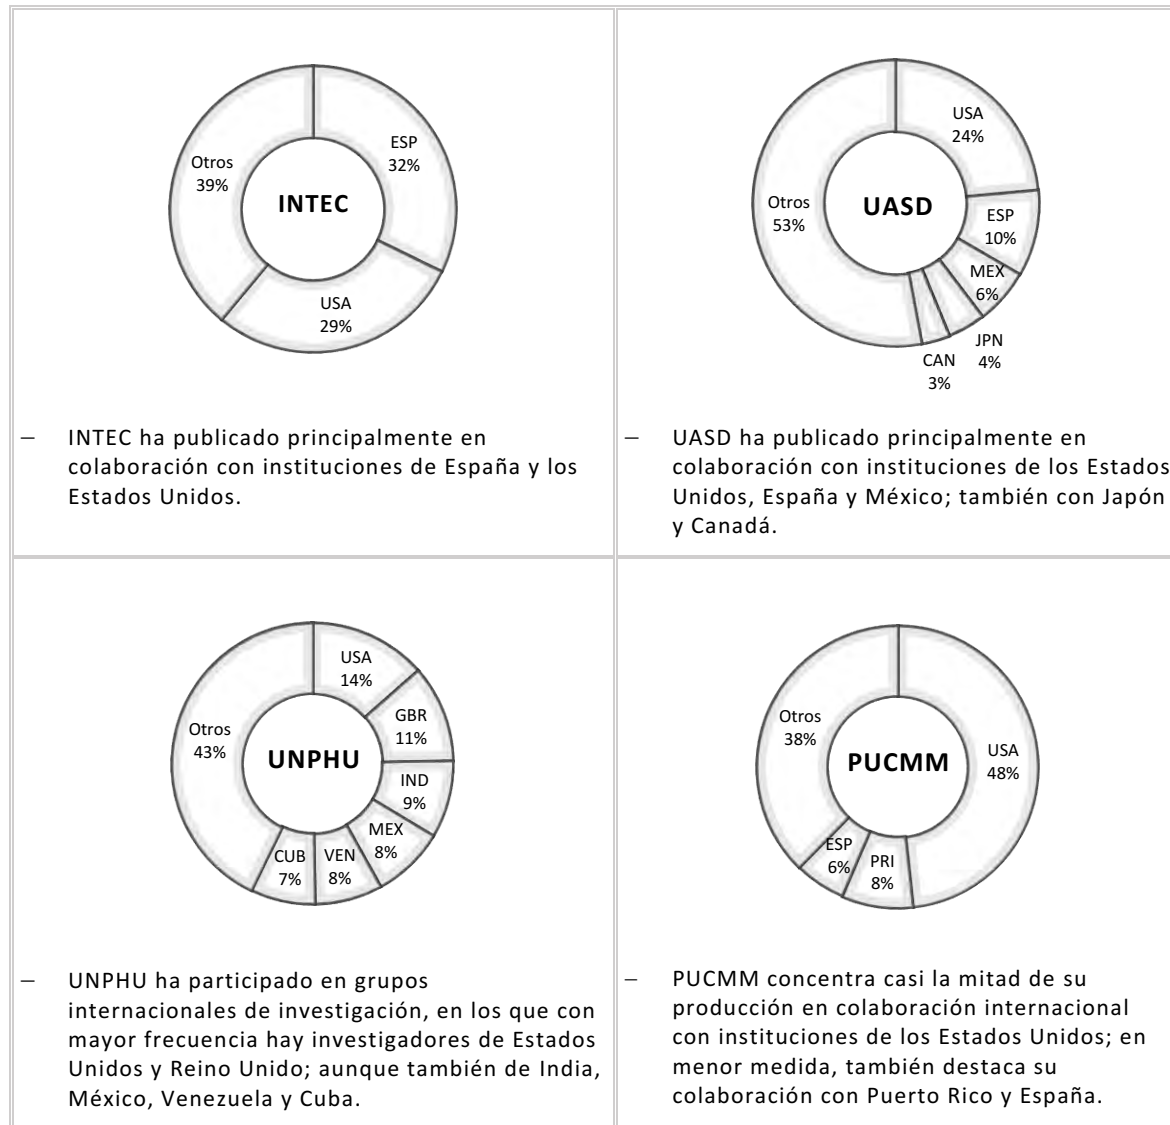 ESP
32%
Otros
39%
INTEC
USA
29%
– INTEC ha publicado principalmente en
colaboración con instituciones de España y los
Estados Unidos.
USA
24%
Otros
53%
UASD
ESP
10%
MEX
6%
JPN
4%
CAN
3%
– UASD ha publicado principalmente en
colaboración con instituciones de los Estados
Unidos, España y México; también con Japón
y Canadá.
USA
14%
GBR
11%
Otros
43%
UNPHU
IND
9%
MEX
8%
CUB
7%
VEN
8%
– UNPHU ha participado en grupos
internacionales de investigación, en los que con
mayor frecuencia hay investigadores de Estados
Unidos y Reino Unido; aunque también de India,
México, Venezuela y Cuba.
Otros
38%
PUCMM
USA
48%
ESP
6%
PRI
8%
– PUCMM concentra casi la mitad de su
producción en colaboración internacional
con instituciones de los Estados Unidos; en
menor medida, también destaca su
colaboración con Puerto Rico y España.